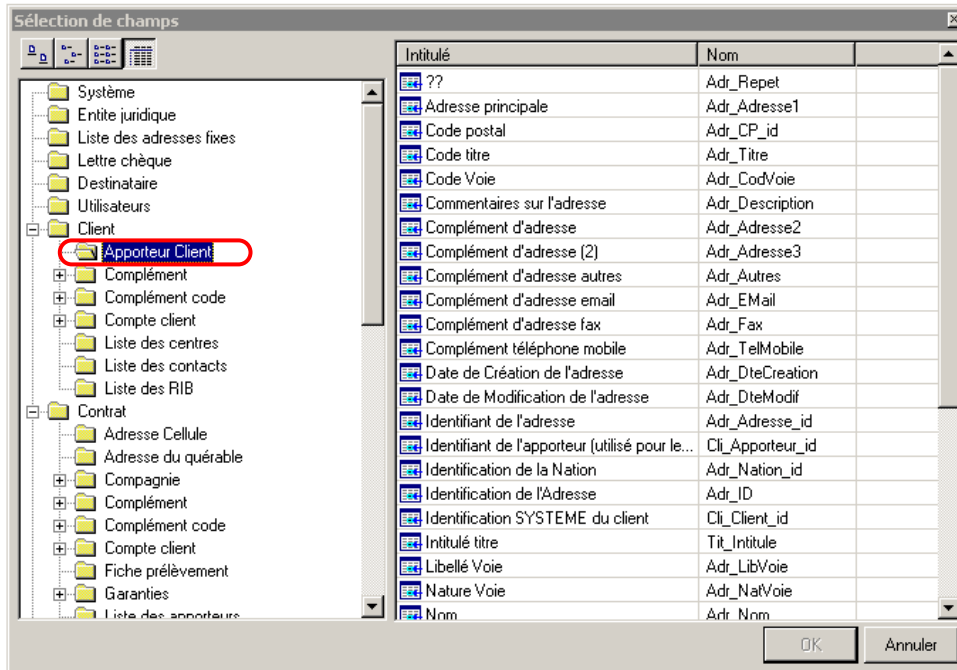 Sélection de champs
Système
Entite juridique
Liste des adresses fixes
Lettre chèque
Destinataire
Utilisateurs
Client
Apporteur Client
Complément
Complément code
Compte client
Liste des centres
Liste des contacts
Liste des RIB
Contrat
Adresse Cellule
Adresse du quérable
Compagnie
Complément
Complément code
Compte client
Fiche prélèvement
Garanties
Liste des apporteurs
Intitulé Nom
?? Adr_Repet
Adresse principale Adr_Adresse1
Code postal Adr_CP_id
Code titre Adr_Titre
Code Voie Adr_CodVoie
Commentaires sur l'adresse Adr_Description
Complément d'adresse Adr_Adresse2
Complément d'adresse (2) Adr_Adresse3
Complément d'adresse autres Adr_Autres
Complément d'adresse email Adr_EMail
Complément d'adresse fax Adr_Fax
Complément téléphone mobile Adr_TelMobile
Date de Création de l'adresse Adr_DteCreation
Date de Modification de l'adresse Adr_DteModif
Identifiant de l'adresse Adr_Adresse_id
Identifiant de l'apporteur (utilisé pour le... Cli_Apporteur_id
Identification de la Nation Adr_Nation_id
Identification de l'Adresse Adr_ID
Identification SYSTEME du client Cli_Client_id
Intitulé titre Tit_Intitule
Libellé Voie Adr_LibVoie
Nature Voie Adr_NatVoie
Nom Adr_Nom
OK Annuler